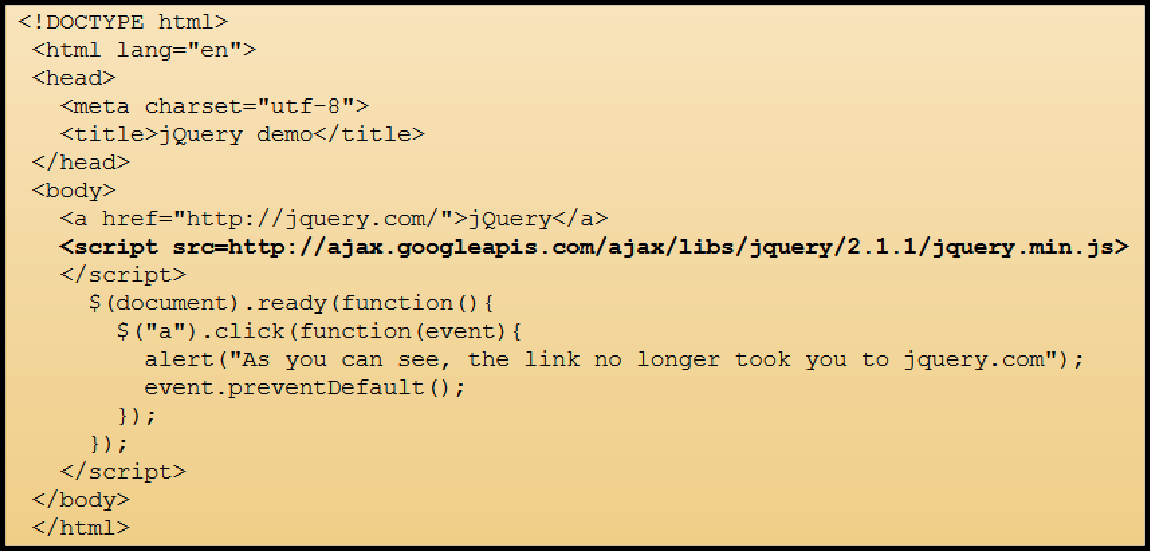 <!DOCTYPE html>
<html lang="en">
<head>
<meta charset="utf-8">
<title>jQuery demo</title>
</head>
<body>
<a href="http://jquery.com/">jQuery</a>
<script src=http://ajax.googleapis.com/ajax/libs/jquery/2.1.1/jquery.min.js>
</script>
$(document).ready(function(){
$("a").click(function(event){
alert("As you can see, the link no longer took you to jquery.com");
event.preventDefault();
});
});
</script>
</body>
</html>